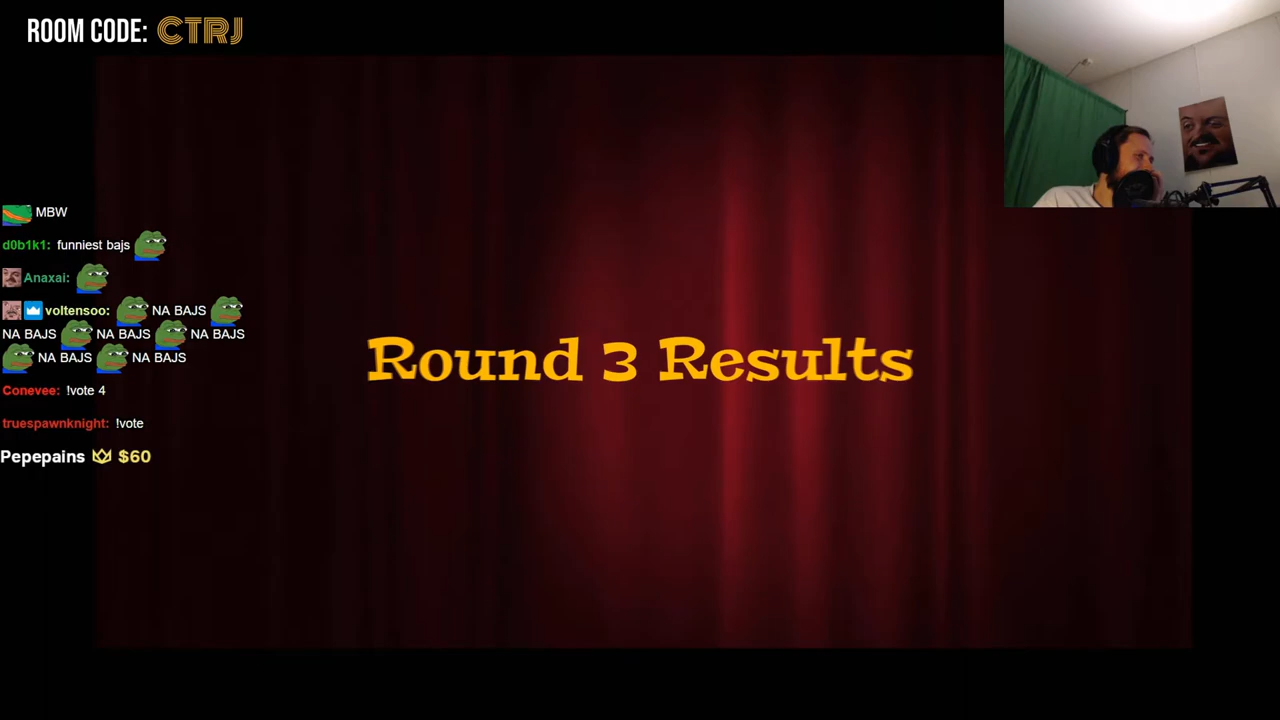 ROOM CODE: CTRJ
MBW
d0b1k1: funniest bajs
Anaxai:
voltensoo: NA BAJS
NA BAJS NA BAJS NA BAJS
NA BAJS NA BAJS
Conevee: !vote 4
truespawnknight: !vote
Pepepains $60
Round 3 Results